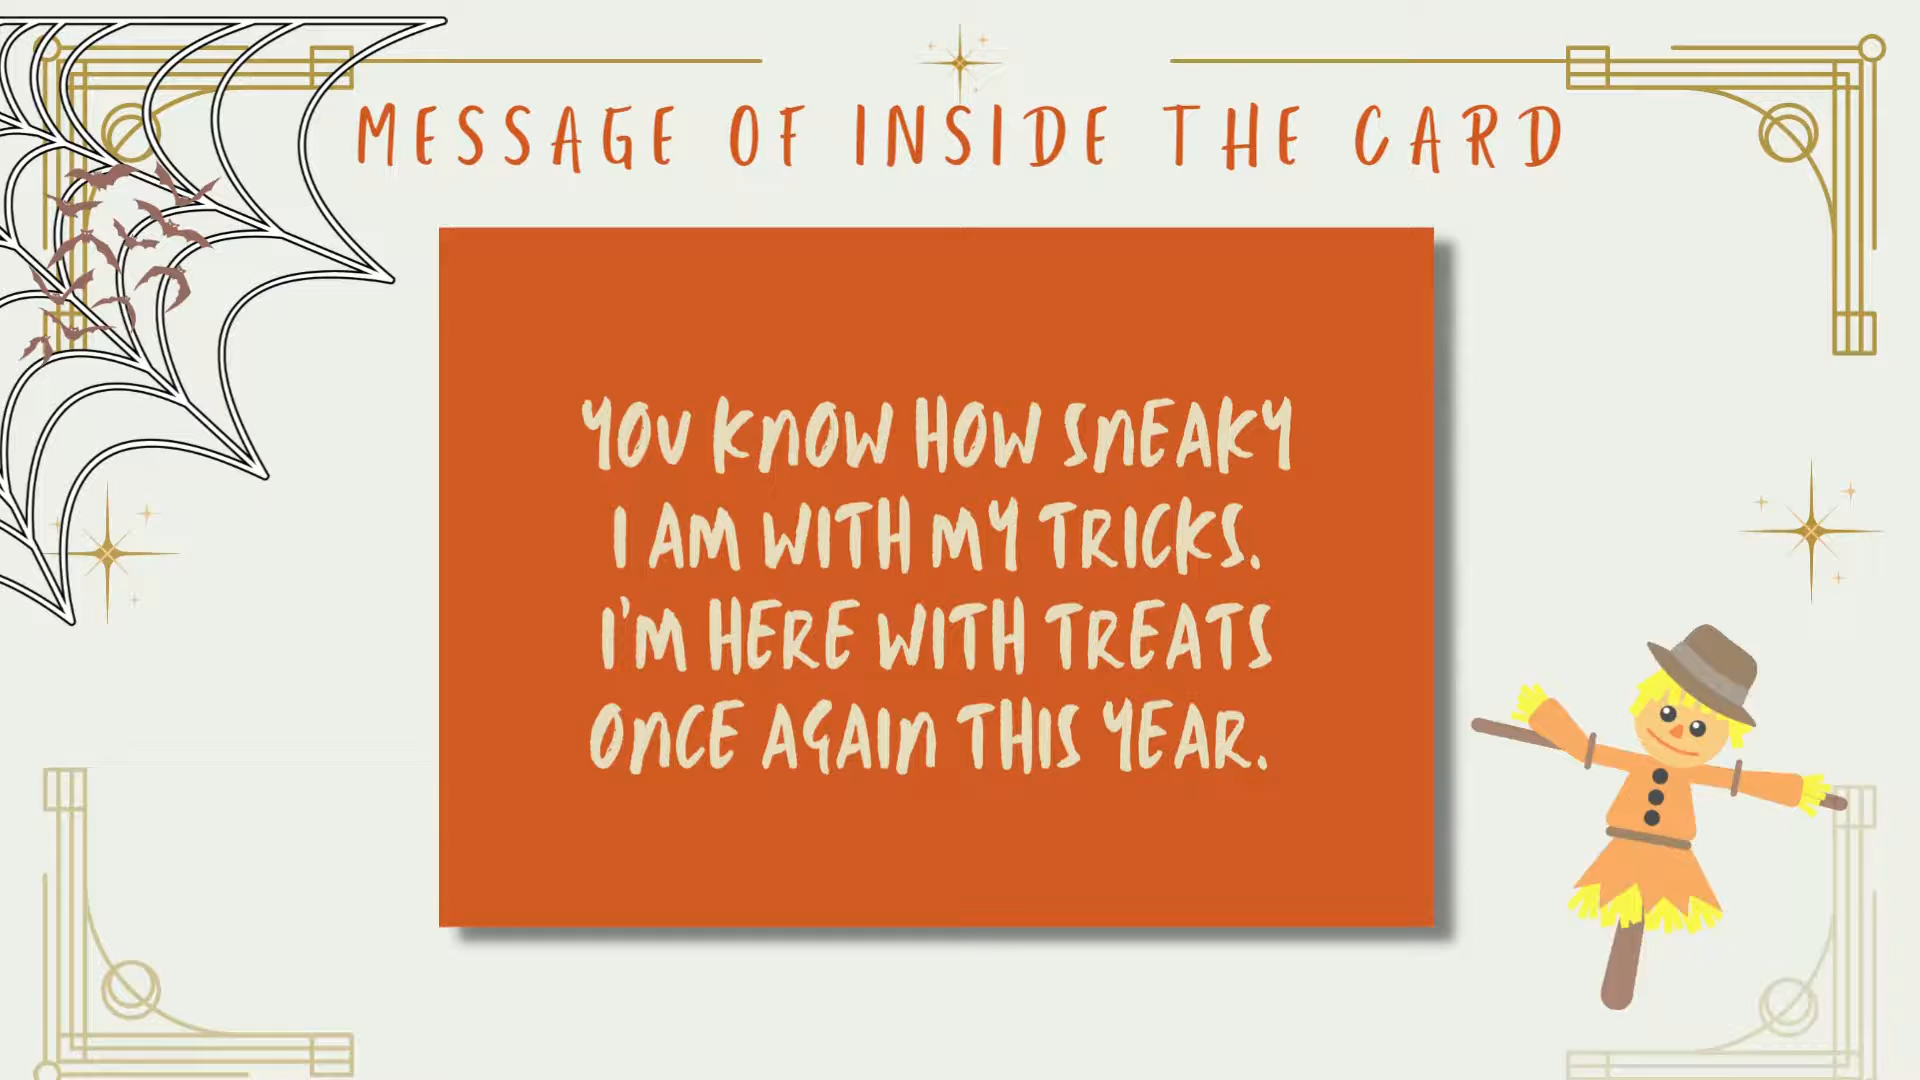 MESSAGE OF INSIDE THE CARD
YOU KNOW HOW SNEAKY
I AM WITH MY TRICKS.
I'M HERE WITH TREATS
ONCE AGAIN THIS YEAR.